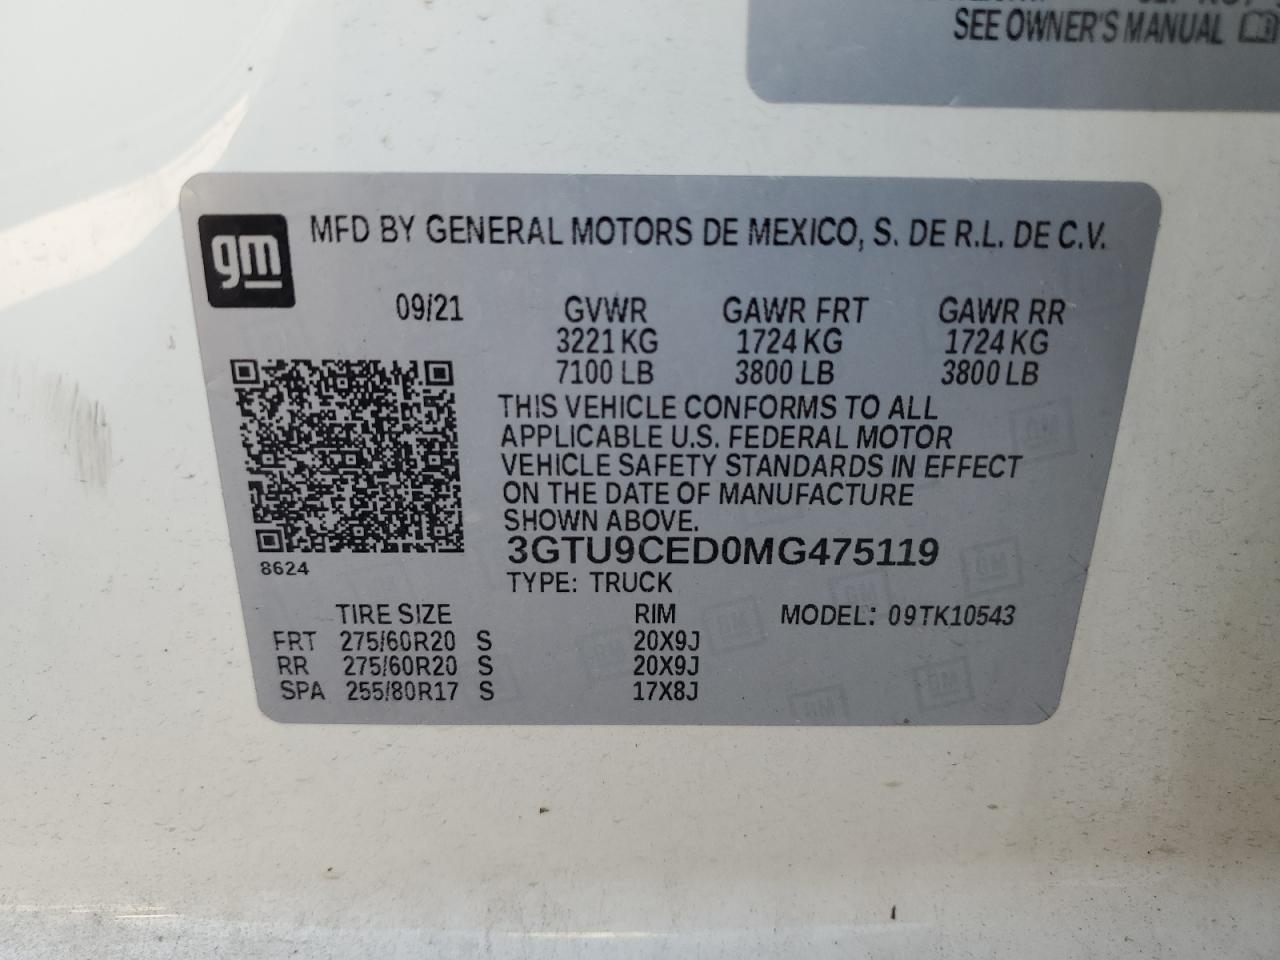 SEE OWNER'S MANUAL
gm
MFD BY GENERAL MOTORS DE MEXICO, S. DE R.L. DE C.V.
09/21 GVWR GAWR FRT GAWR RR
3221 KG 1724 KG 1724 KG
7100 LB 3800 LB 3800 LB
THIS VEHICLE CONFORMS TO ALL
APPLICABLE U.S. FEDERAL MOTOR
VEHICLE SAFETY STANDARDS IN EFFECT
ON THE DATE OF MANUFACTURE
SHOWN ABOVE.
3GTU9CED0MG475119
8624
TYPE: TRUCK
TIRE SIZE RIM MODEL: 09TK10543
FRT 275/60R20 S 20X9J
RR 275/60R20 S 20X9J
SPA 255/80R17 S 17X8J